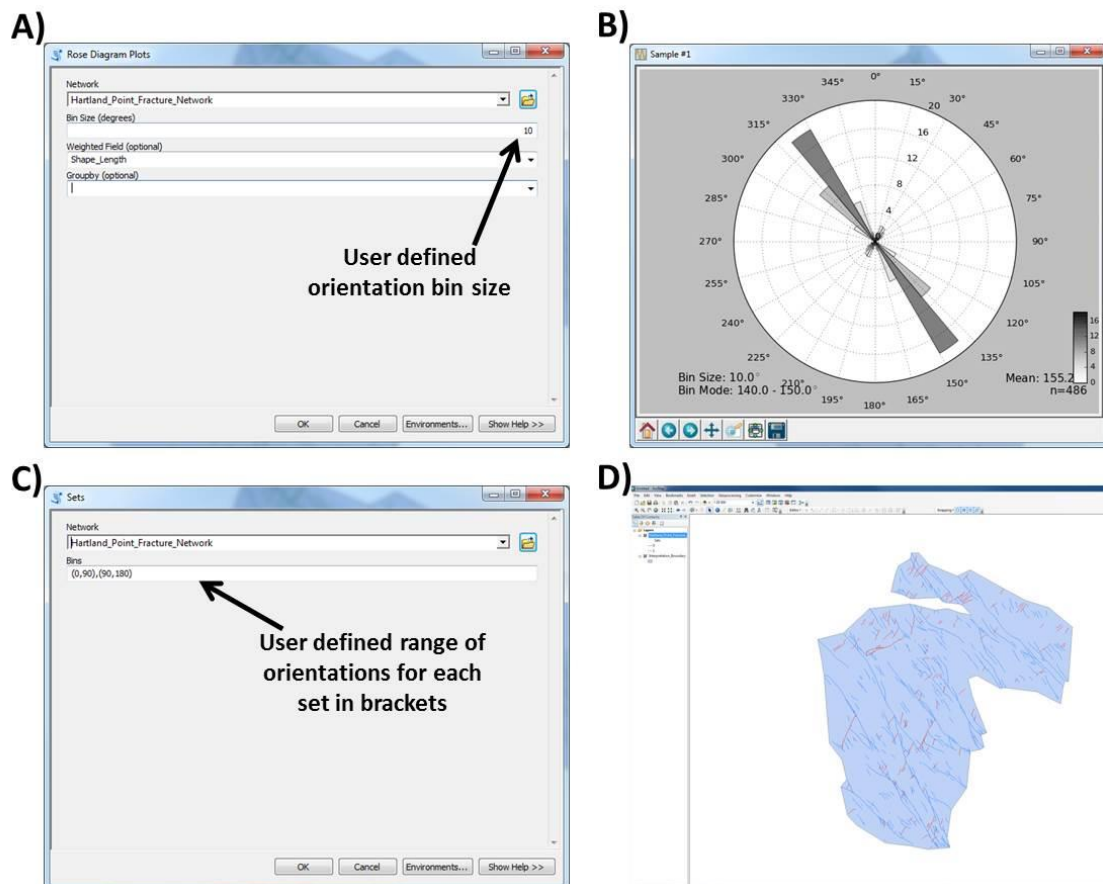 A)
Rose Diagram Plots
Network
Hartland_Point_Fracture_Network
Bin Size (degrees)
10
Weighted Field (optional)
Shape_Length
Groupby (optional)
User defined
orientation bin size
OK
Cancel
Environments...
Show Help >>
B)
Sample #1
0°
15°
30°
45°
60°
75°
90°
105°
120°
135°
150°
180°
195°
210°
225°
240°
255°
270°
285°
300°
315°
330°
345°
20
16
12
8
4
16
12
8
4
0
Bin Size: 10.0°
Bin Mode: 140.0 - 150.0°
Mean: 155.2
n=486
C)
Sets
Network
Hartland_Point_Fracture_Network
Bins
(0,90),(90,180)
User defined range of
orientations for each
set in brackets
OK
Cancel
Environments...
Show Help >>
D)